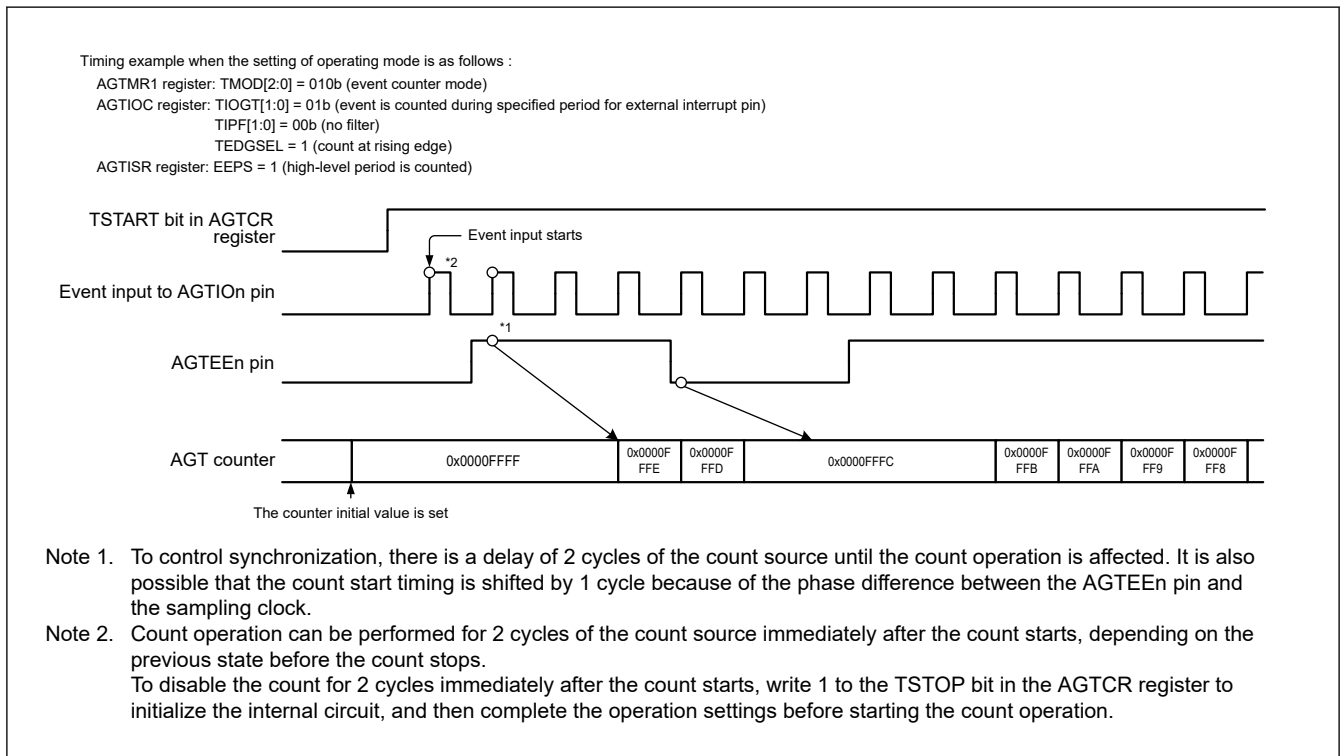 Timing example when the setting of operating mode is as follows :
AGTMR1 register: TMOD[2:0] = 010b (event counter mode)
AGTIOC register: TIOGT[1:0] = 01b (event is counted during specified period for external interrupt pin)
TIPF[1:0] = 00b (no filter)
TEDGSEL = 1 (count at rising edge)
AGTISR register: EEPS = 1 (high-level period is counted)
TSTART bit in AGTCR
register
Event input starts
*2
Event input to AGTIOn pin
*1
AGTEEn pin
AGT counter
0x0000FFFF
0x0000F
FFE
0x0000F
FFD
0x0000FFFC
0x0000F
FFB
0x0000F
FFA
0x0000F
FF9
0x0000F
FF8
The counter initial value is set
Note 1. To control synchronization, there is a delay of 2 cycles of the count source until the count operation is affected. It is also
possible that the count start timing is shifted by 1 cycle because of the phase difference between the AGTEEn pin and
the sampling clock.
Note 2. Count operation can be performed for 2 cycles of the count source immediately after the count starts, depending on the
previous state before the count stops.
To disable the count for 2 cycles immediately after the count starts, write 1 to the TSTOP bit in the AGTCR register to
initialize the internal circuit, and then complete the operation settings before starting the count operation.